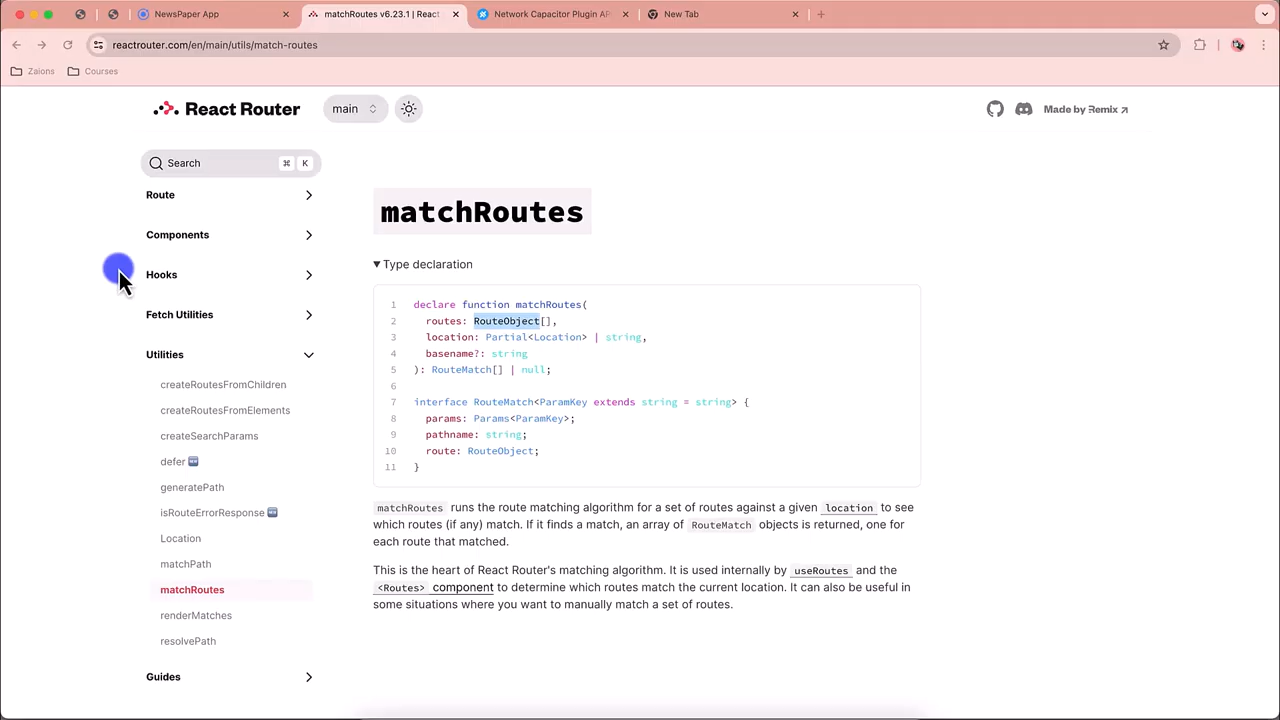 NewsPaper App
matchRoutes v6.23.1 | React
Network Capacitor Plugin AP
New Tab
reactrouter.com/en/main/utils/match-routes
Zaions
Courses
React Router
main
Made by Remix ↗
Search
⌘ K
Route
Components
Hooks
Fetch Utilities
Utilities
createRoutesFromChildren
createRoutesFromElements
createSearchParams
defer 🆕
generatePath
isRouteErrorResponse 🆕
Location
matchPath
matchRoutes
renderMatches
resolvePath
Guides
matchRoutes
▼ Type declaration
1 declare function matchRoutes(
2 routes: RouteObject[],
3 location: Partial<Location> | string,
4 basename?: string
5 ): RouteMatch[] | null;
6
7 interface RouteMatch<ParamKey extends string = string> {
8 params: Params<ParamKey>;
9 pathname: string;
10 route: RouteObject;
11 }
matchRoutes runs the route matching algorithm for a set of routes against a given location to see
which routes (if any) match. If it finds a match, an array of RouteMatch objects is returned, one for
each route that matched.
This is the heart of React Router's matching algorithm. It is used internally by useRoutes and the
<Routes> component to determine which routes match the current location. It can also be useful in
some situations where you want to manually match a set of routes.